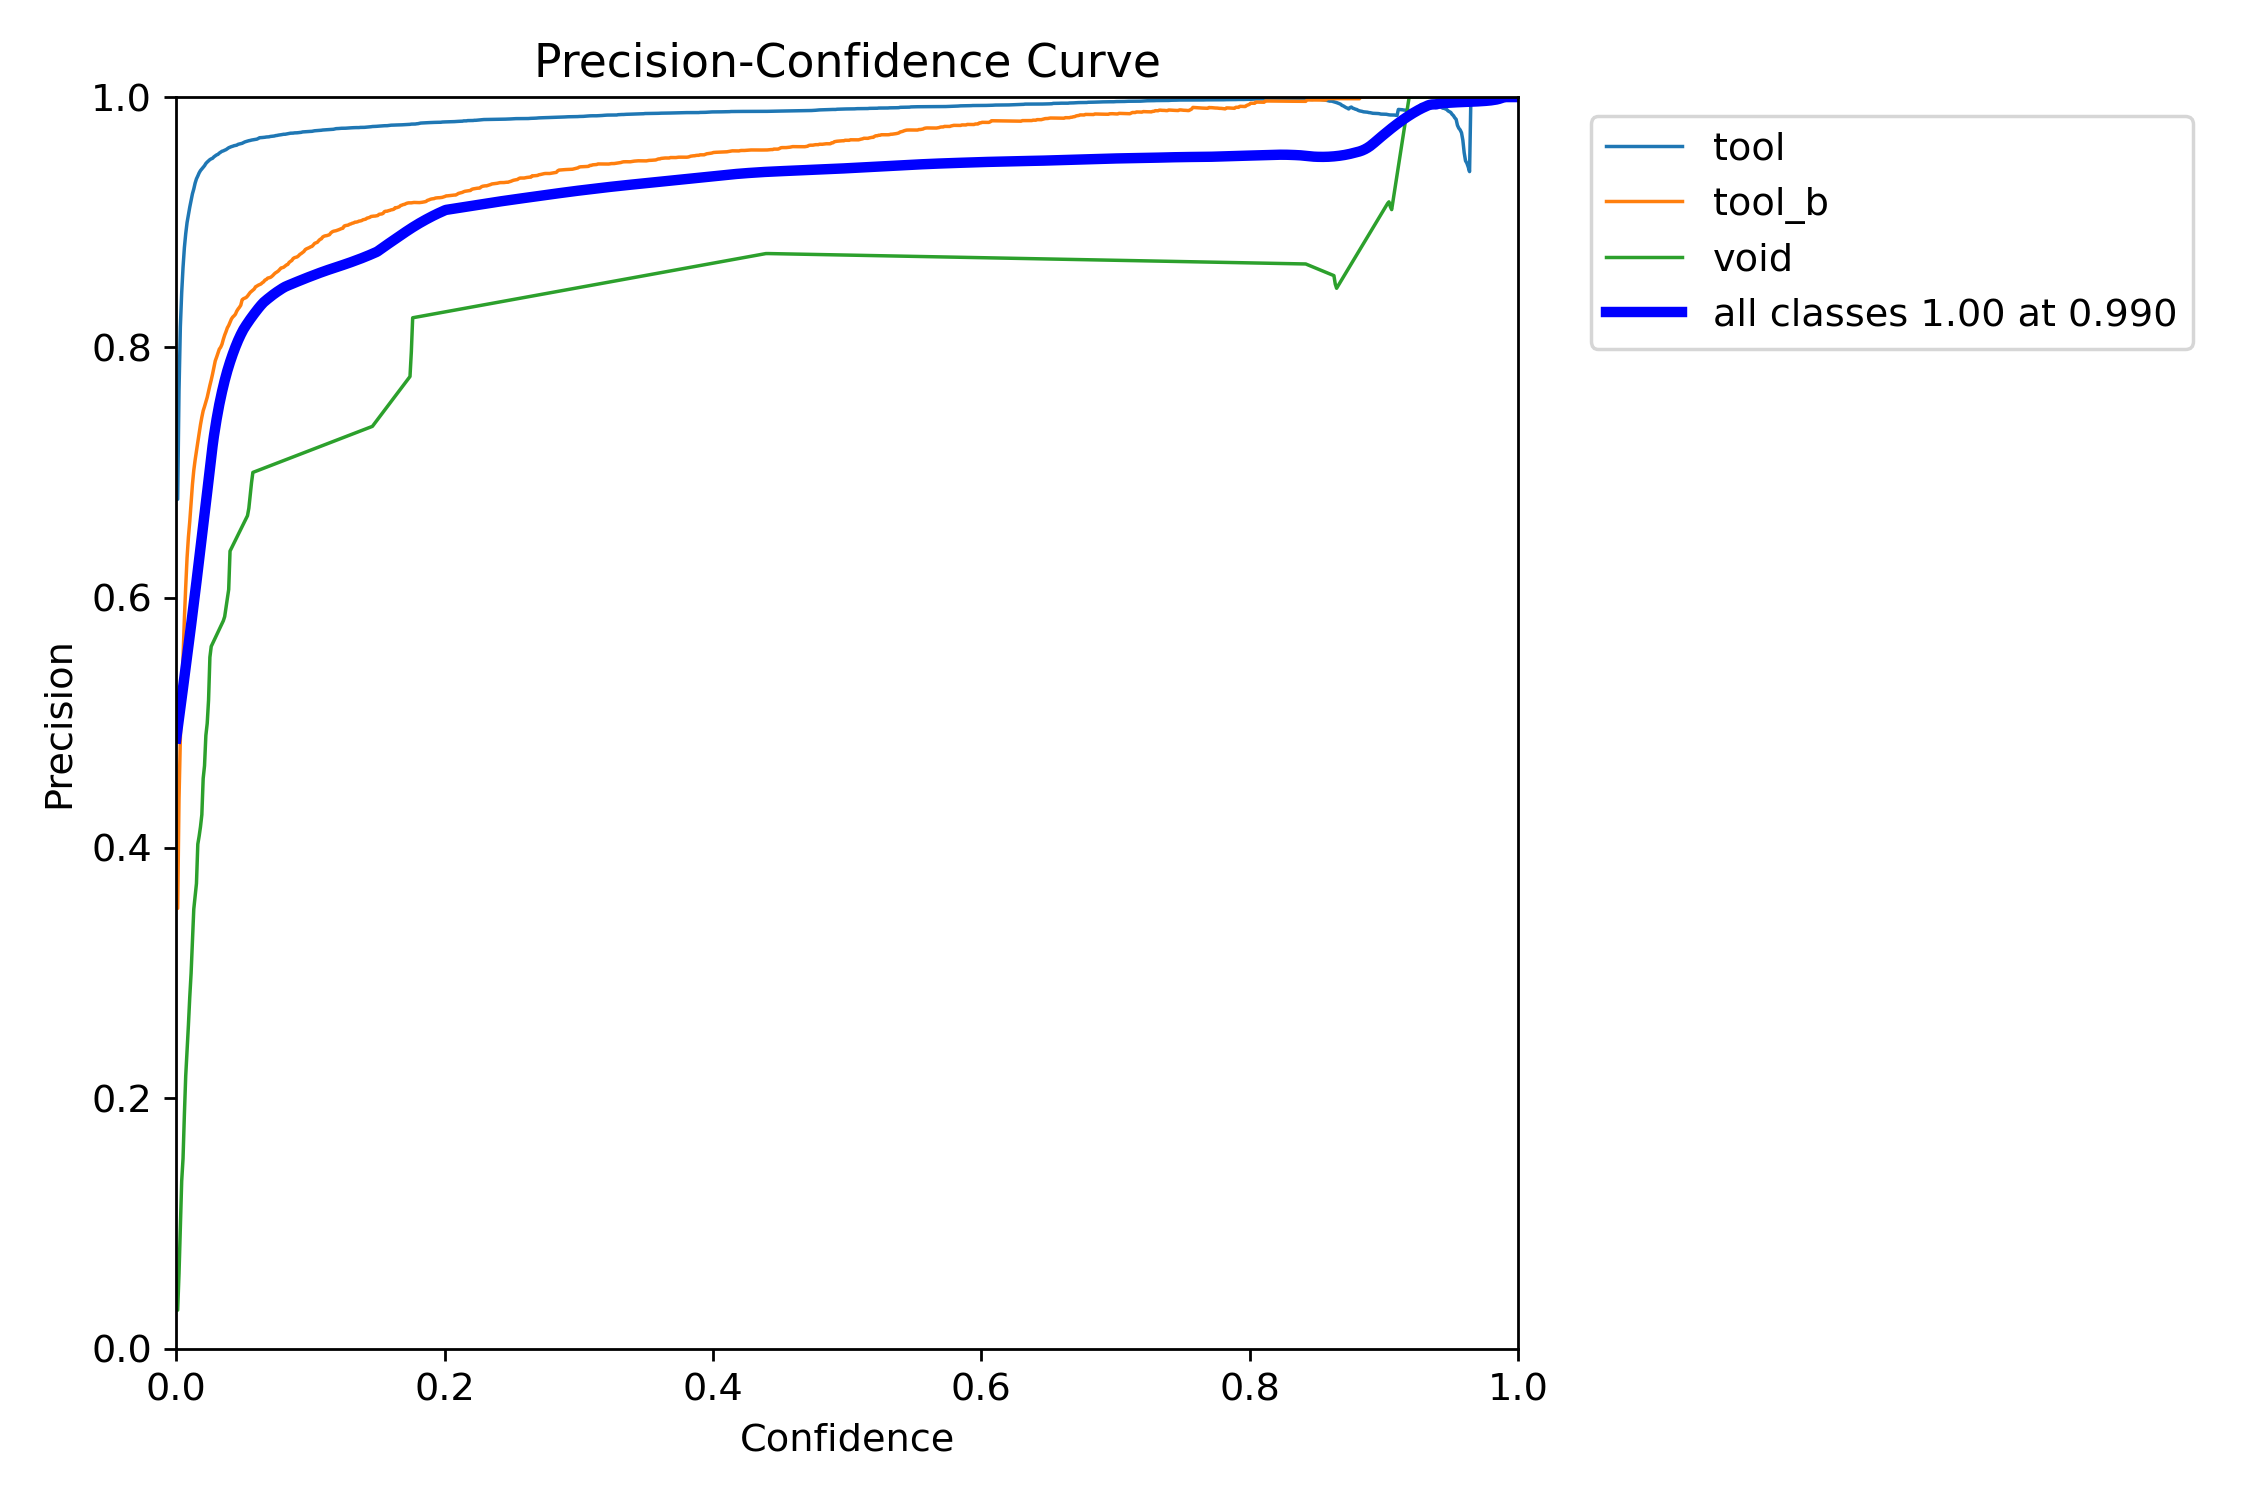 Precision-Confidence Curve
1.0
0.8
0.6
0.4
0.2
0.0
Precision
0.0 0.2 0.4 0.6 0.8 1.0
Confidence
tool
tool_b
void
all classes 1.00 at 0.990